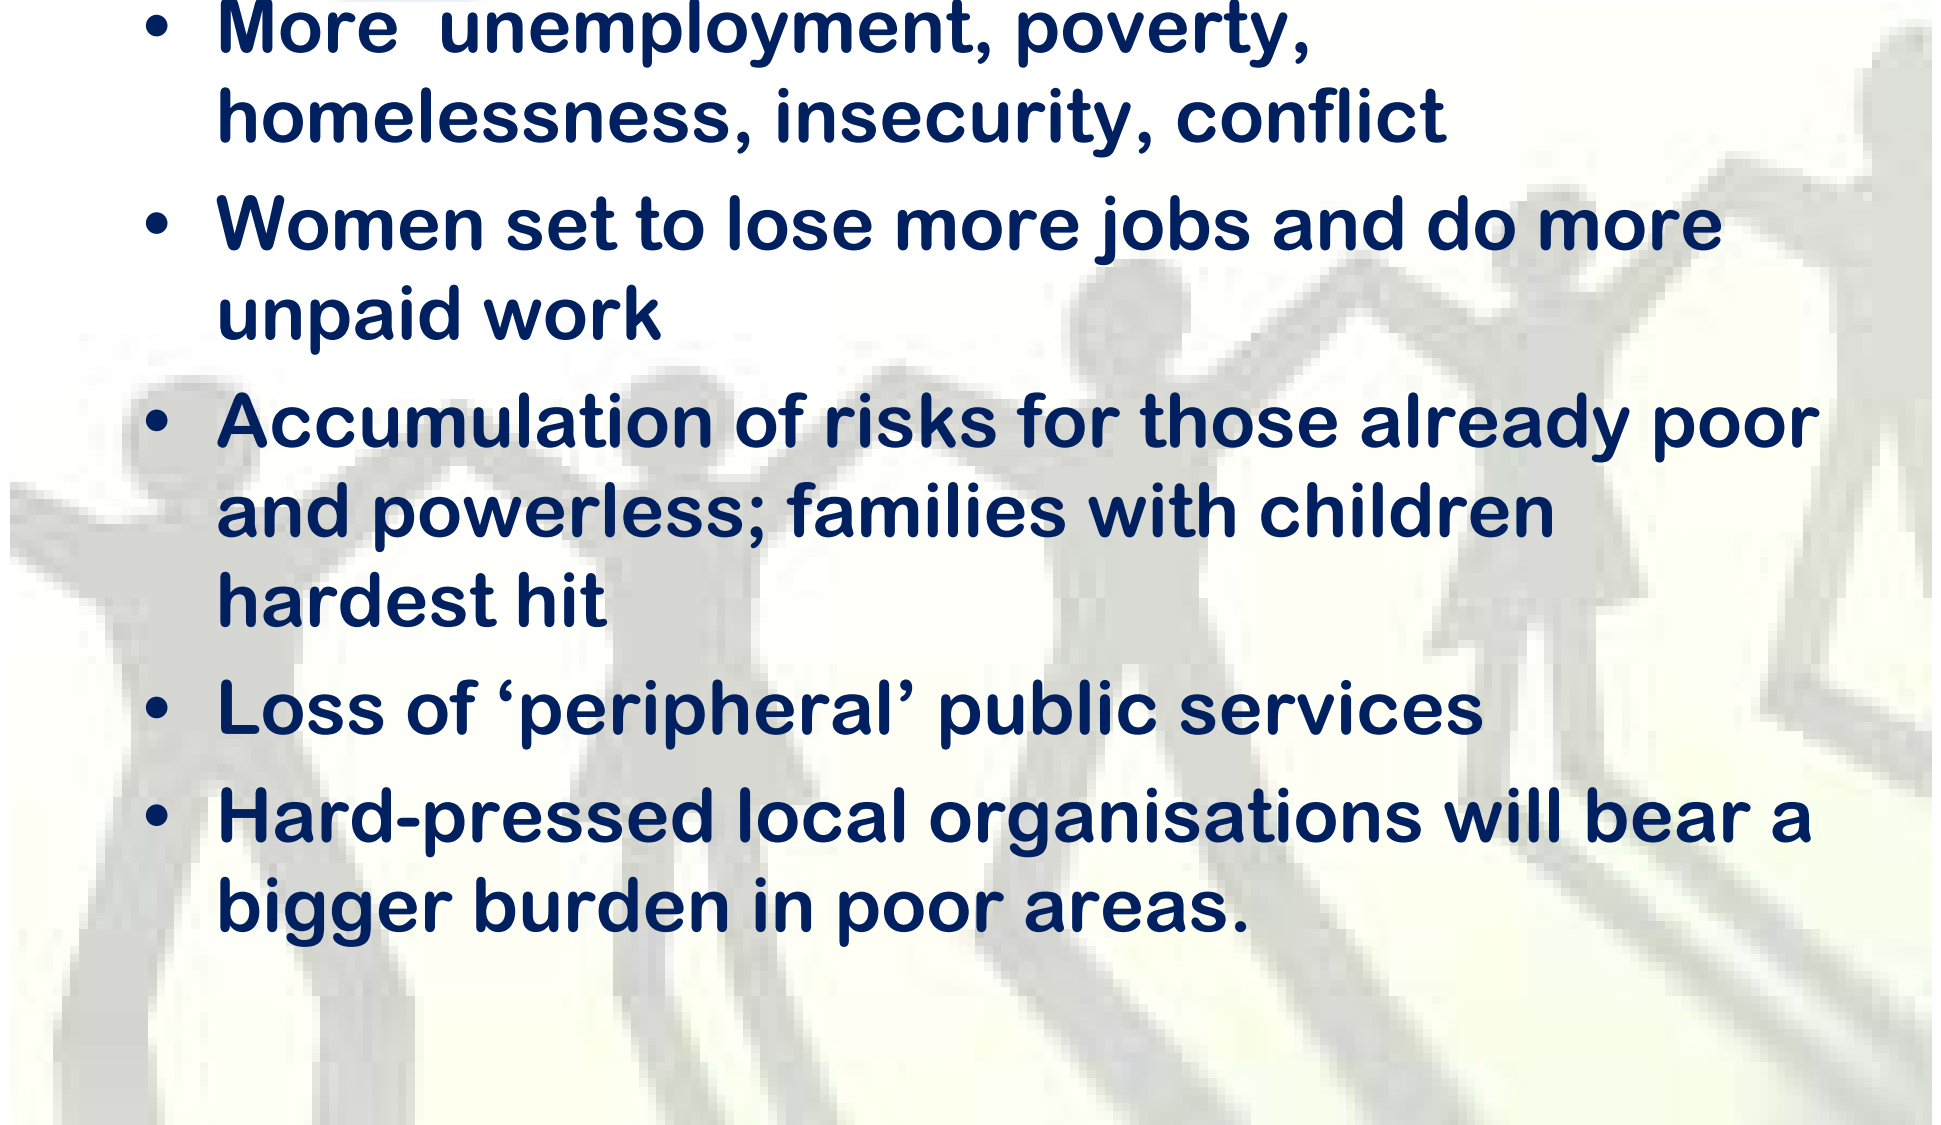 • More  unemployment, poverty,
homelessness, insecurity, conflict
• Women set to lose more jobs and do more
unpaid work
• Accumulation of risks for those already poor
and powerless; families with children
hardest hit
• Loss of ‘peripheral’ public services
• Hard-pressed local organisations will bear a
bigger burden in poor areas.